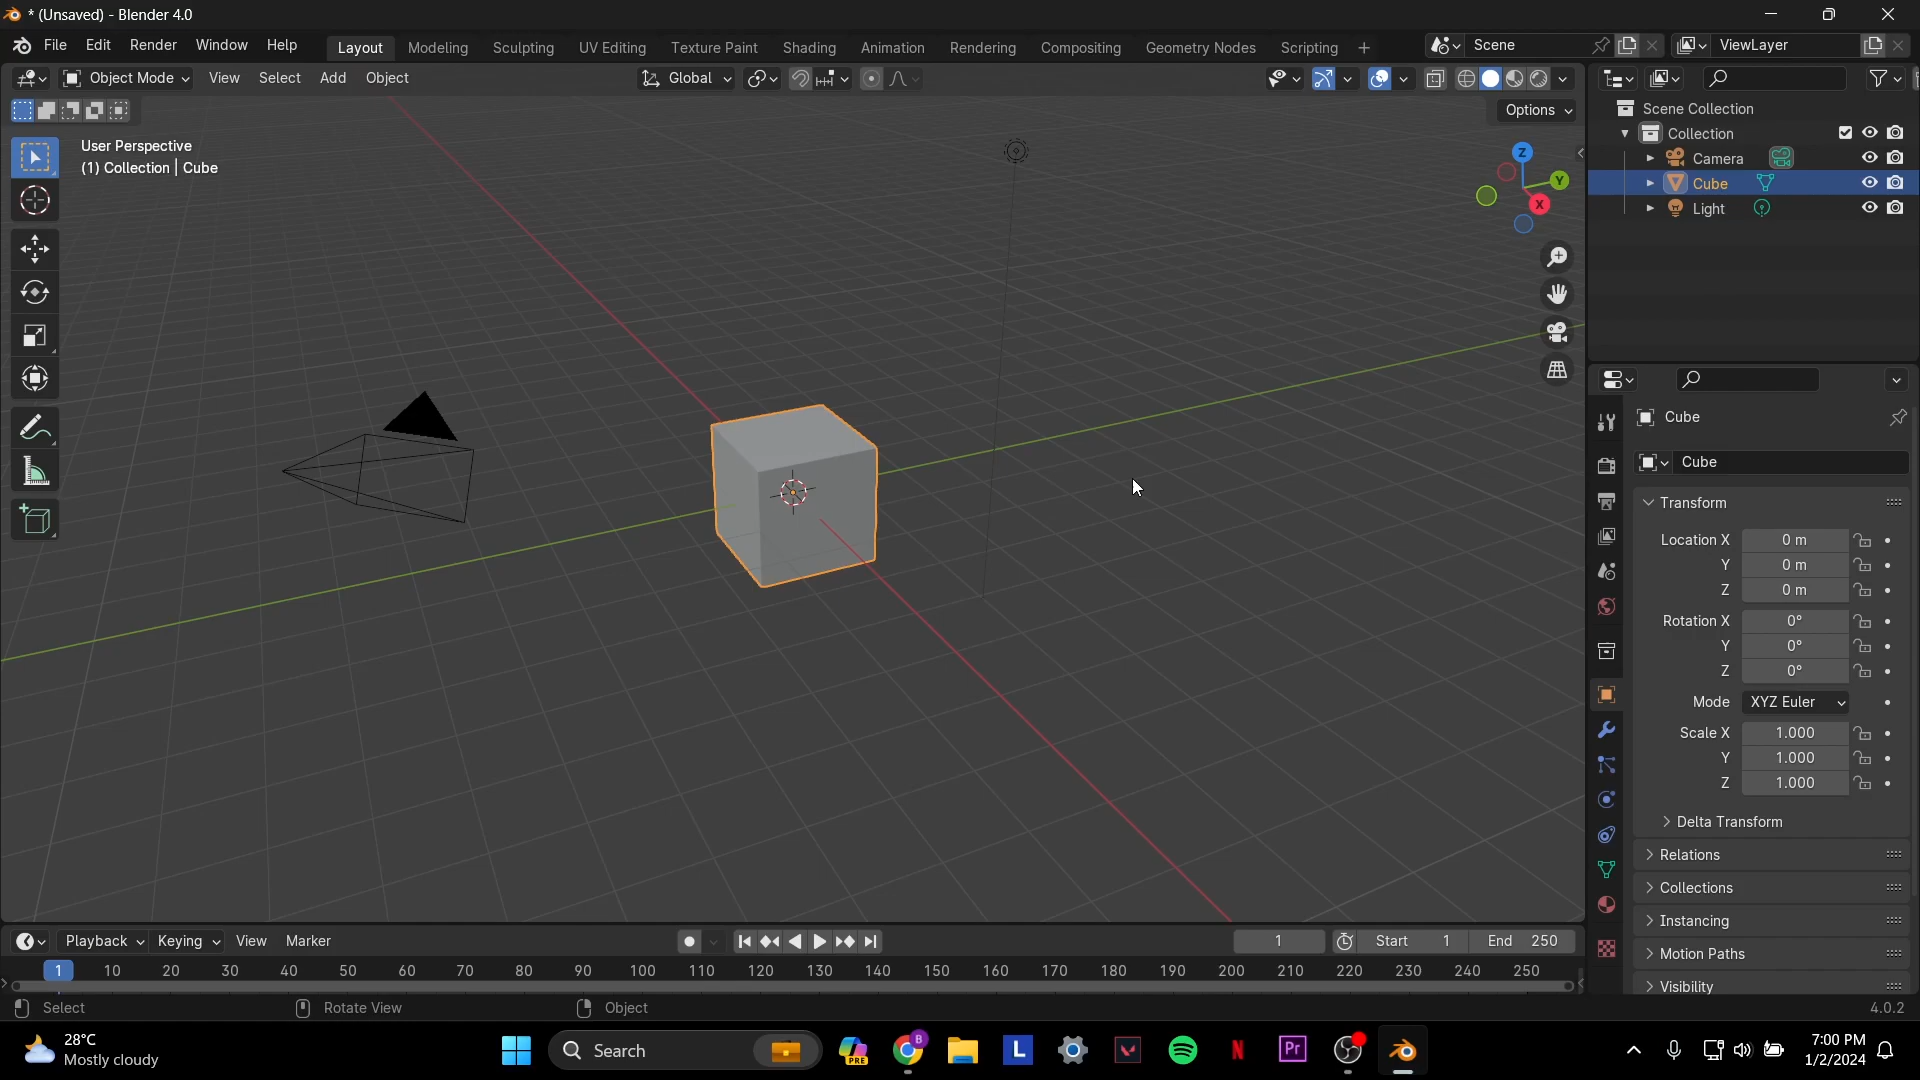 * (Unsaved) - Blender 4.0
File Edit Render Window Help Layout Modeling Sculpting UV Editing Texture Paint Shading Animation Rendering Compositing Geometry Nodes Scripting + Scene ViewLayer
Object Mode View Select Add Object Global
Options
User Perspective
(1) Collection | Cube
Z
Y
X
Scene Collection
Collection
Camera
Cube
Light
Cube
Cube
Transform
Location X 0 m
Y 0 m
Z 0 m
Rotation X 0°
Y 0°
Z 0°
Mode XYZ Euler
Scale X 1.000
Y 1.000
Z 1.000
Delta Transform
Relations
Collections
Instancing
Motion Paths
Visibility
Playback Keying View Marker 1 Start 1 End 250
1 10 20 30 40 50 60 70 80 90 100 110 120 130 140 150 160 170 180 190 200 210 220 230 240 250
Select Rotate View Object 4.0.2
28°C
Mostly cloudy
Search
PRE
B
L
N
Pr
7:00 PM
1/2/2024